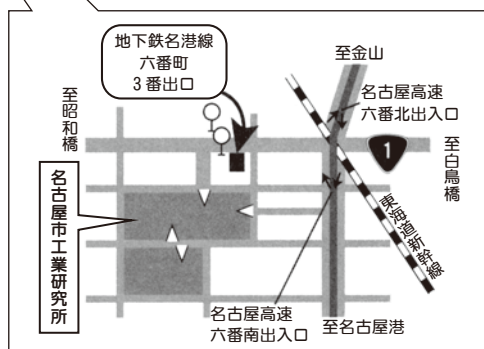 地下鉄名港線
六番町
3番出口
至金山
名古屋高速
六番北出入口
至昭和橋
1
至白鳥橋
名古屋市工業研究所
東海道新幹線
名古屋高速
六番南出入口
至名古屋港